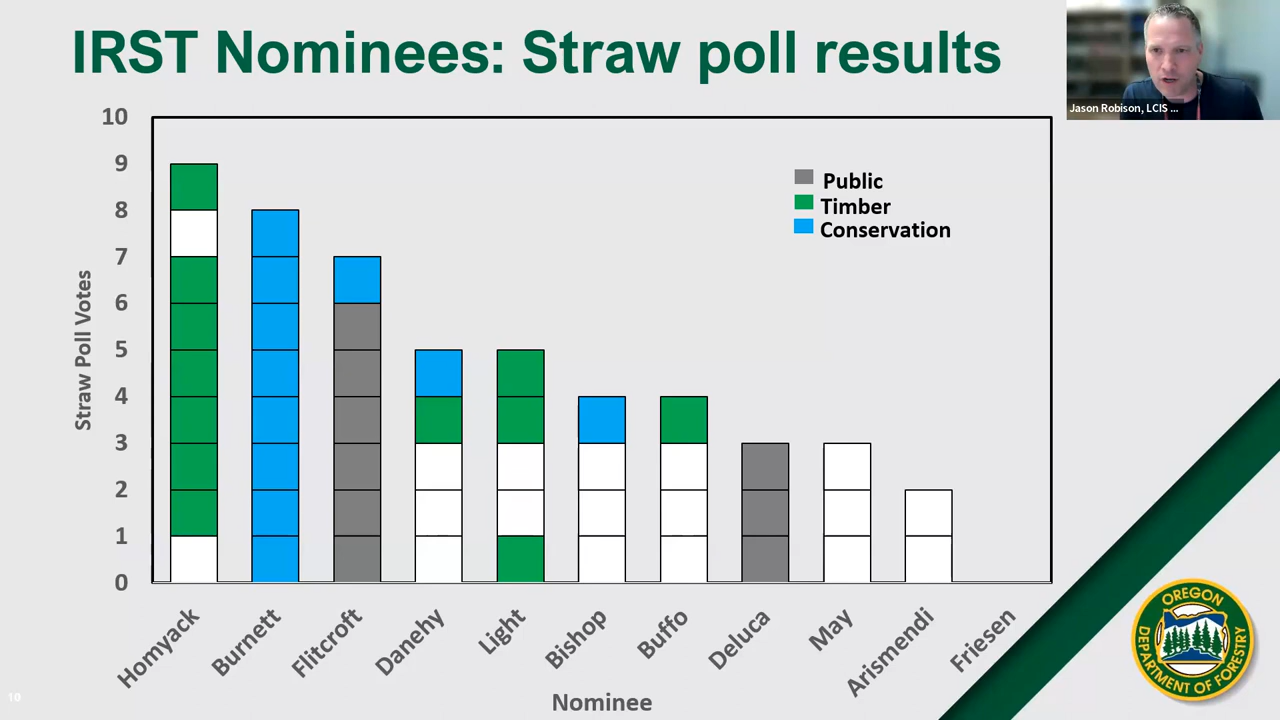 IRST Nominees: Straw poll results
Jason Robison, LCIS ...
Straw Poll Votes
10
9
8
7
6
5
4
3
2
1
0
Public
Timber
Conservation
Homyack
Burnett
Flitcroft
Danehy
Light
Bishop
Buffo
Deluca
May
Arismendi
Friesen
Nominee
10
OREGON
DEPARTMENT OF FORESTRY